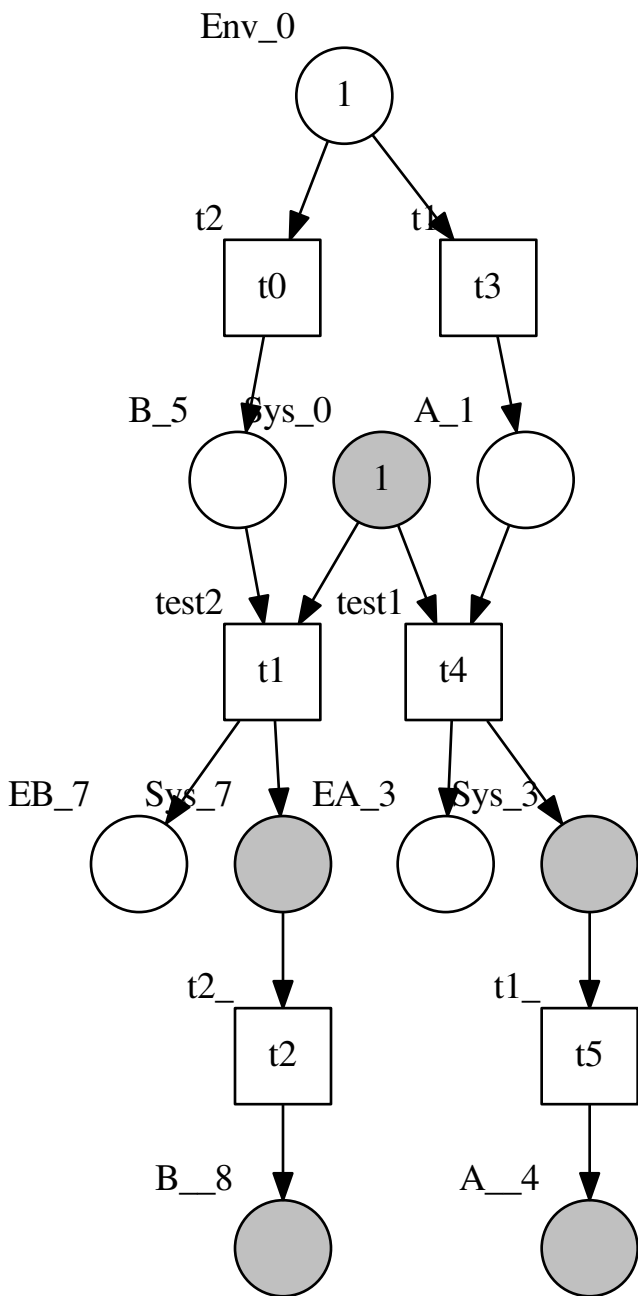 Env_0
1
t2
t1
t0
t3
B_5
Sys_0
A_1
1
test2
test1
t1
t4
EB_7
Sys_7
EA_3
Sys_3
t2_
t1_
t2
t5
B__8
A__4